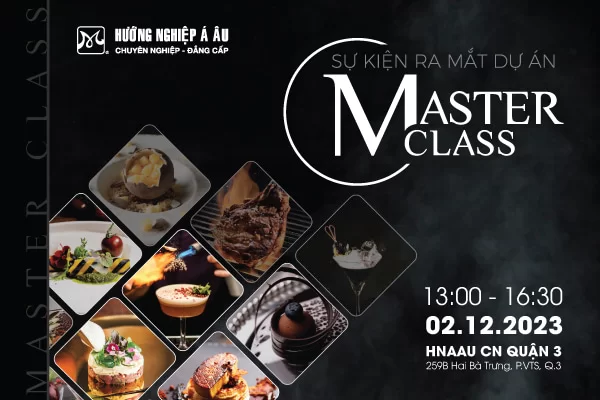 MASTER CLASS
HƯỚNG NGHIỆP Á ÂU
CHUYÊN NGHIỆP - ĐẲNG CẤP
SỰ KIỆN RA MẮT DỰ ÁN
MASTER
CLASS
13:00 - 16:30
02.12.2023
HNAAU CN QUẬN 3
259B Hai Bà Trưng, P.VTS, Q.3